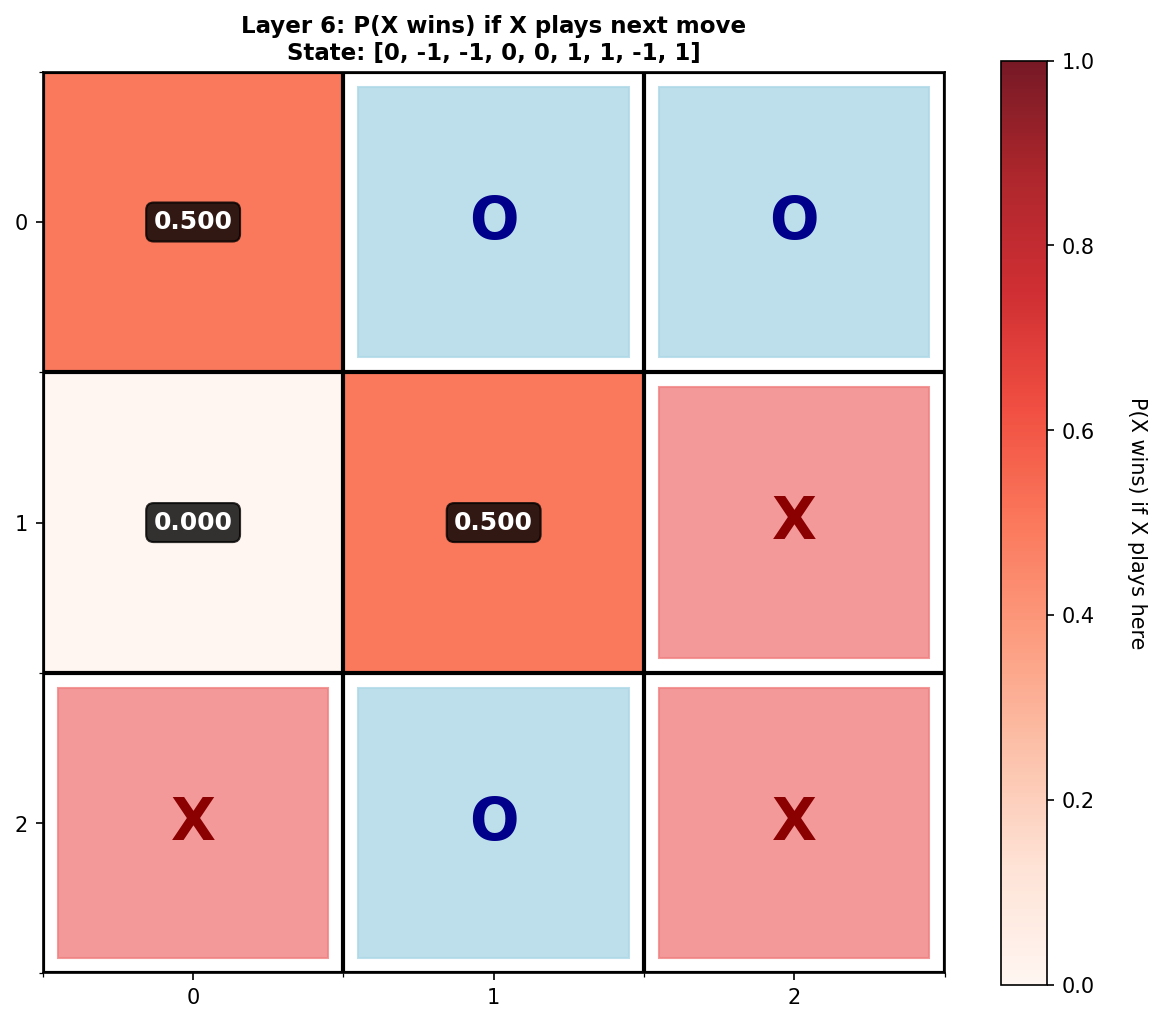 Layer 6: P(X wins) if X plays next move
State: [0, -1, -1, 0, 0, 1, 1, -1, 1]
0
0.500
O
O
1
0.000
0.500
X
2
X
O
X
0
1
2
1.0
0.8
0.6
0.4
0.2
0.0
P(X wins) if X plays here